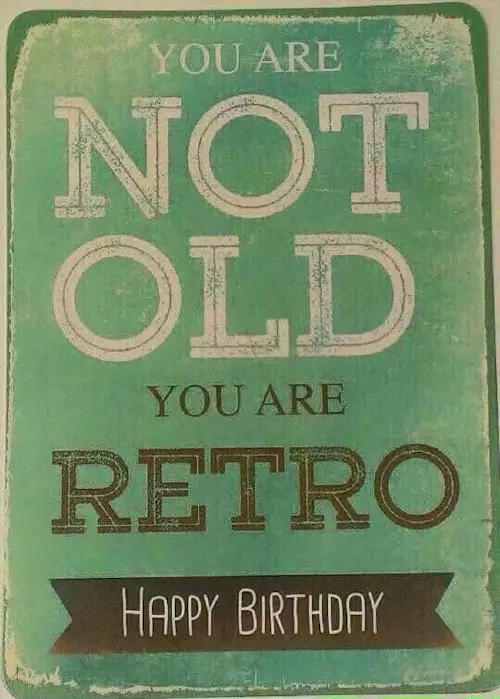 YOU ARE
NOT
OLD
YOU ARE
RETRO
HAPPY BIRTHDAY